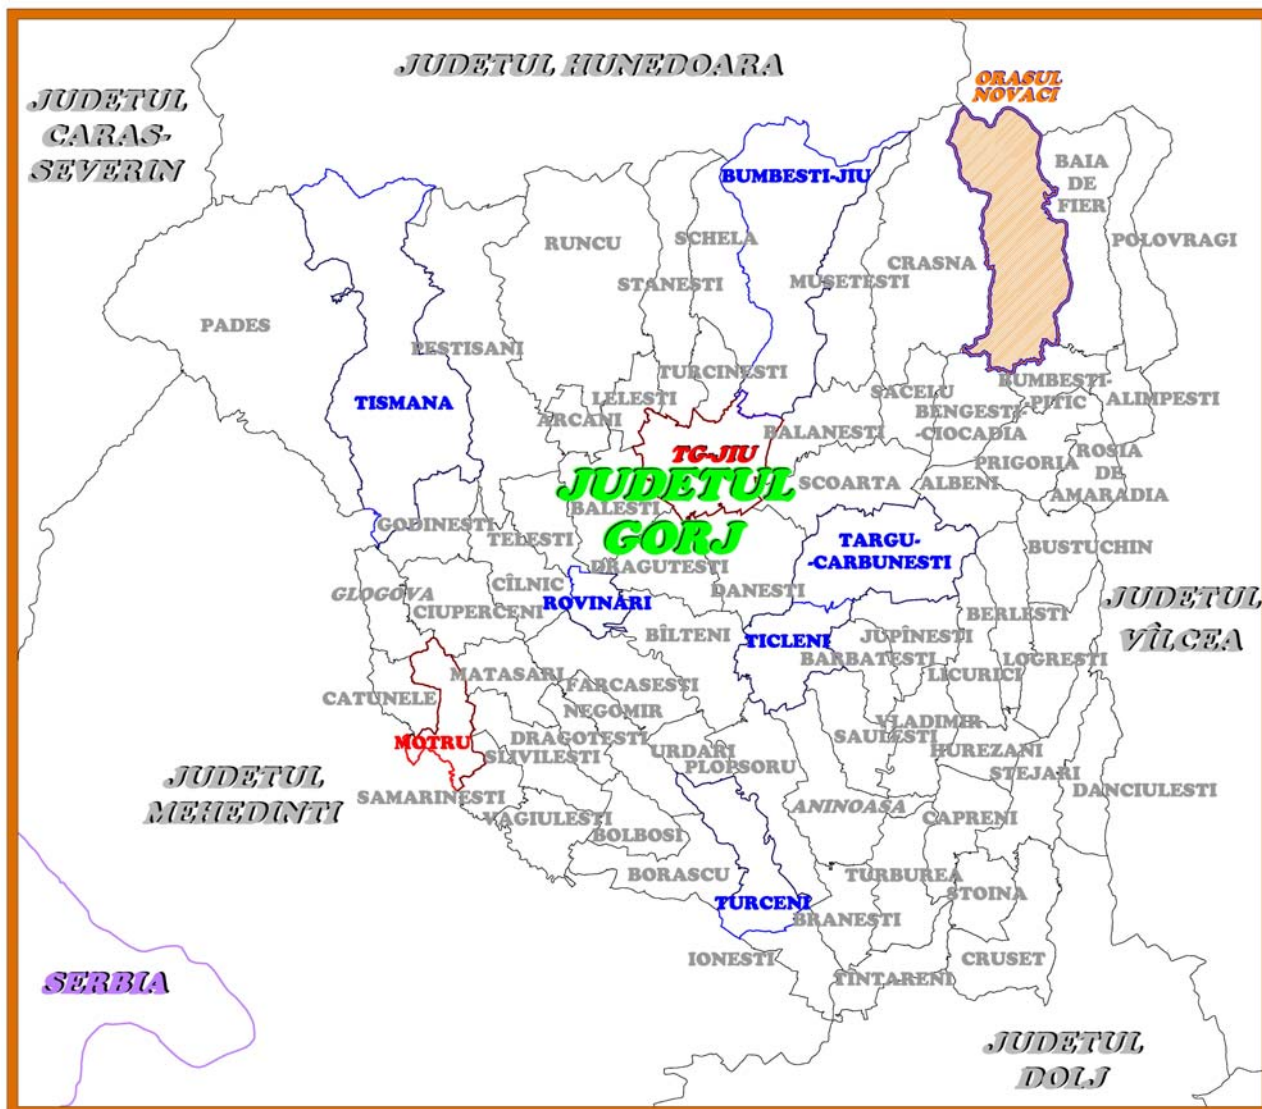 JUDETUL HUNEDOARA
JUDETUL
CARAS-
SEVERIN
ORASUL
NOVACI
BAIA
DE
FIER
BUMBESTI-JIU
POLOVRAGI
RUNCU
SCHELA
STANESTI
MUSETESTI
CRASNA
PADES
PESTISANI
TURCINESTI
TISMANA
LELESTI
ARCANI
SACELU
BUMBESTI-
-PITIC
ALIMPESTI
BENGESTI-
-CIOCADIA
BALANESTI
TG-JIU
JUDETUL
GORJ
SCOARTA
ALBENI
PRIGORIA
ROSIA
DE
AMARADIA
BALESTI
GODINESTI
TELESTI
TARGU-
-CARBUNESTI
BUSTUCHIN
DRAGUTESTI
DANESTI
GLOGOVA
CÎLNIC
CIUPERCENI
ROVINARI
BÎLTENI
TICLENI
JUPÎNESTI
BARBATESTI
BERLESTI
LOGRESTI
LICURICI
JUDETUL
VÎLCEA
CATUNELE
MATASARI
FARCASESTI
NEGOMIR
MOTRU
DRAGOTESTI
SLIVILESTI
URDARI
PLOPSORU
VLADIMIR
SAULESTI
HUREZANI
STEJARI
DANCIULESTI
JUDETUL
MEHEDINTI
SAMARINESTI
VAGIULESTI
BOLBOSI
ANINOASA
CAPRENI
BORASCU
TURBUREA
STOINA
TURCENI
BRANESTI
IONESTI
TÎNTARENI
CRUSET
SERBIA
JUDETUL
DOLJ